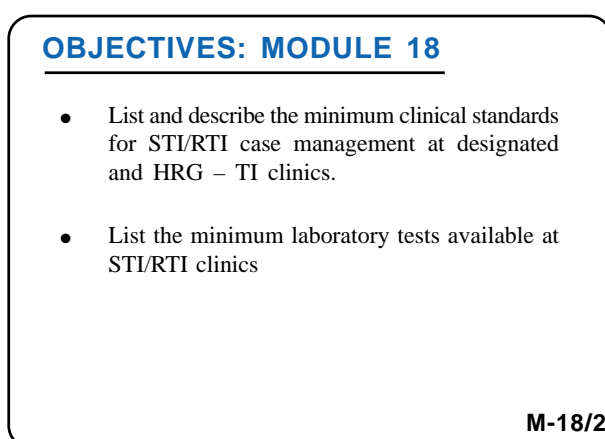 OBJECTIVES: MODULE 18
● List and describe the minimum clinical standards
for STI/RTI case management at designated
and HRG – TI clinics.
● List the minimum laboratory tests available at
STI/RTI clinics
M-18/2